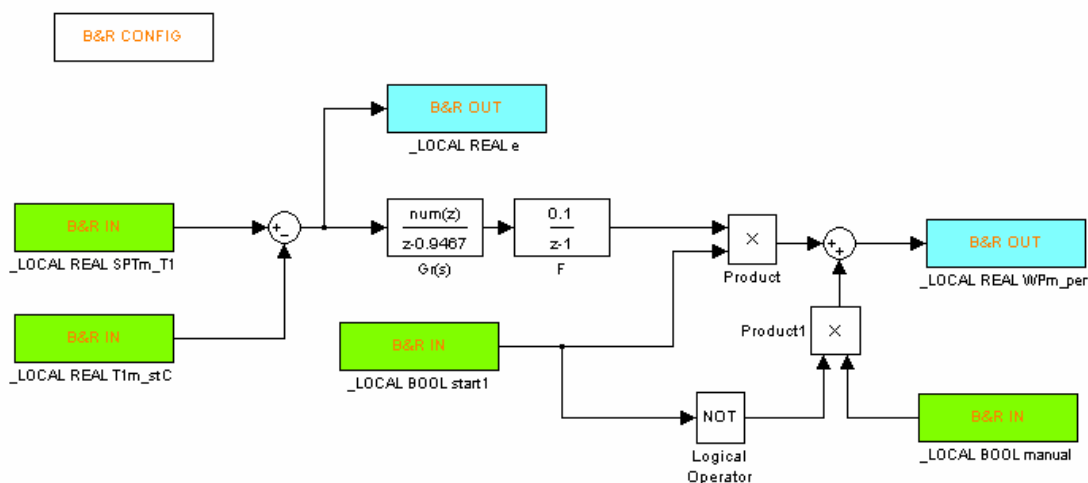 B&R CONFIG
B&R OUT
_LOCAL REAL e
B&R IN
_LOCAL REAL SPTm_T1
+
−
num(z)
z-0.9467
Gr(s)
0.1
z-1
F
×
Product
+
+
B&R OUT
_LOCAL REAL WPm_per
B&R IN
_LOCAL REAL T1m_stC
B&R IN
_LOCAL BOOL start1
Product1
×
NOT
Logical
Operator
B&R IN
_LOCAL BOOL manual